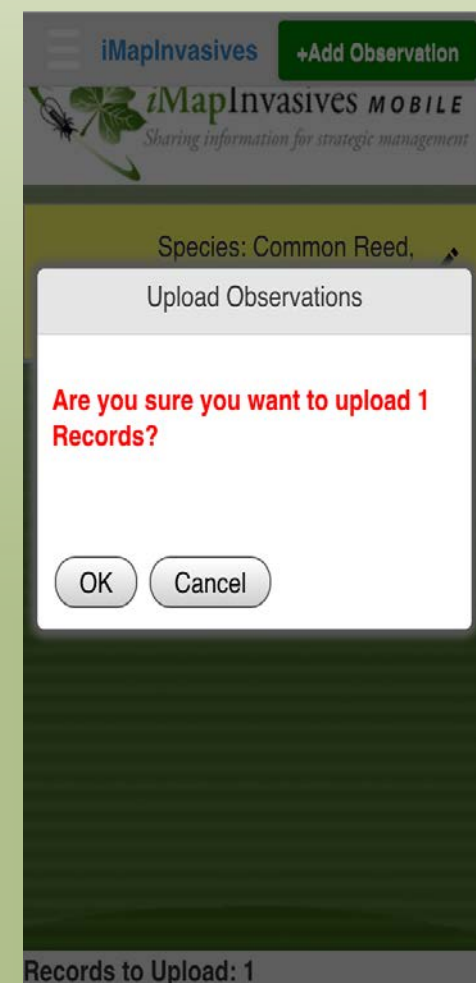 iMapInvasives
+Add Observation
iMapInvasives MOBILE
Sharing information for strategic management
Species: Common Reed,
Upload Observations
Are you sure you want to upload 1
Records?
OK Cancel
Records to Upload: 1